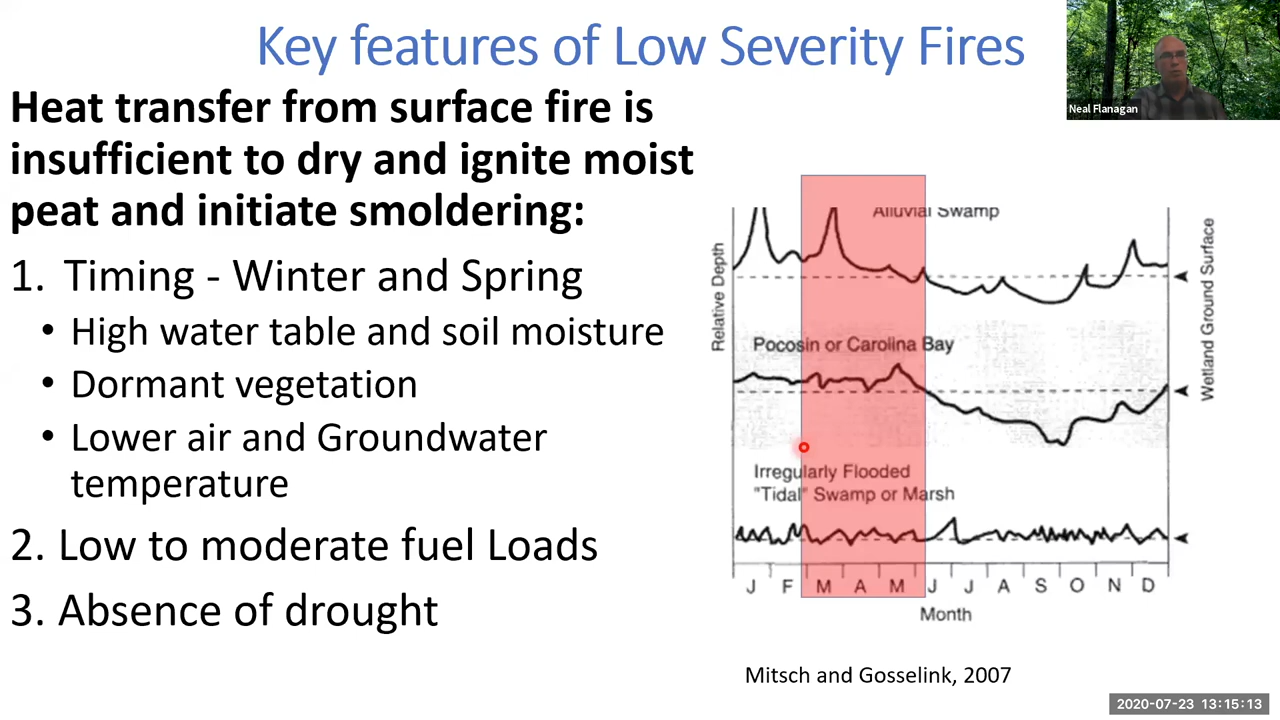 Key features of Low Severity Fires
Neal Flanagan
Heat transfer from surface fire is
insufficient to dry and ignite moist
peat and initiate smoldering:
1. Timing - Winter and Spring
• High water table and soil moisture
• Dormant vegetation
• Lower air and Groundwater
temperature
2. Low to moderate fuel Loads
3. Absence of drought
Alluvial Swamp
Relative Depth
Wetland Ground Surface
Pocosin or Carolina Bay
Irregularly Flooded
"Tidal" Swamp or Marsh
J F M A M J J A S O N D
Month
Mitsch and Gosselink, 2007
2020-07-23 13:15:13